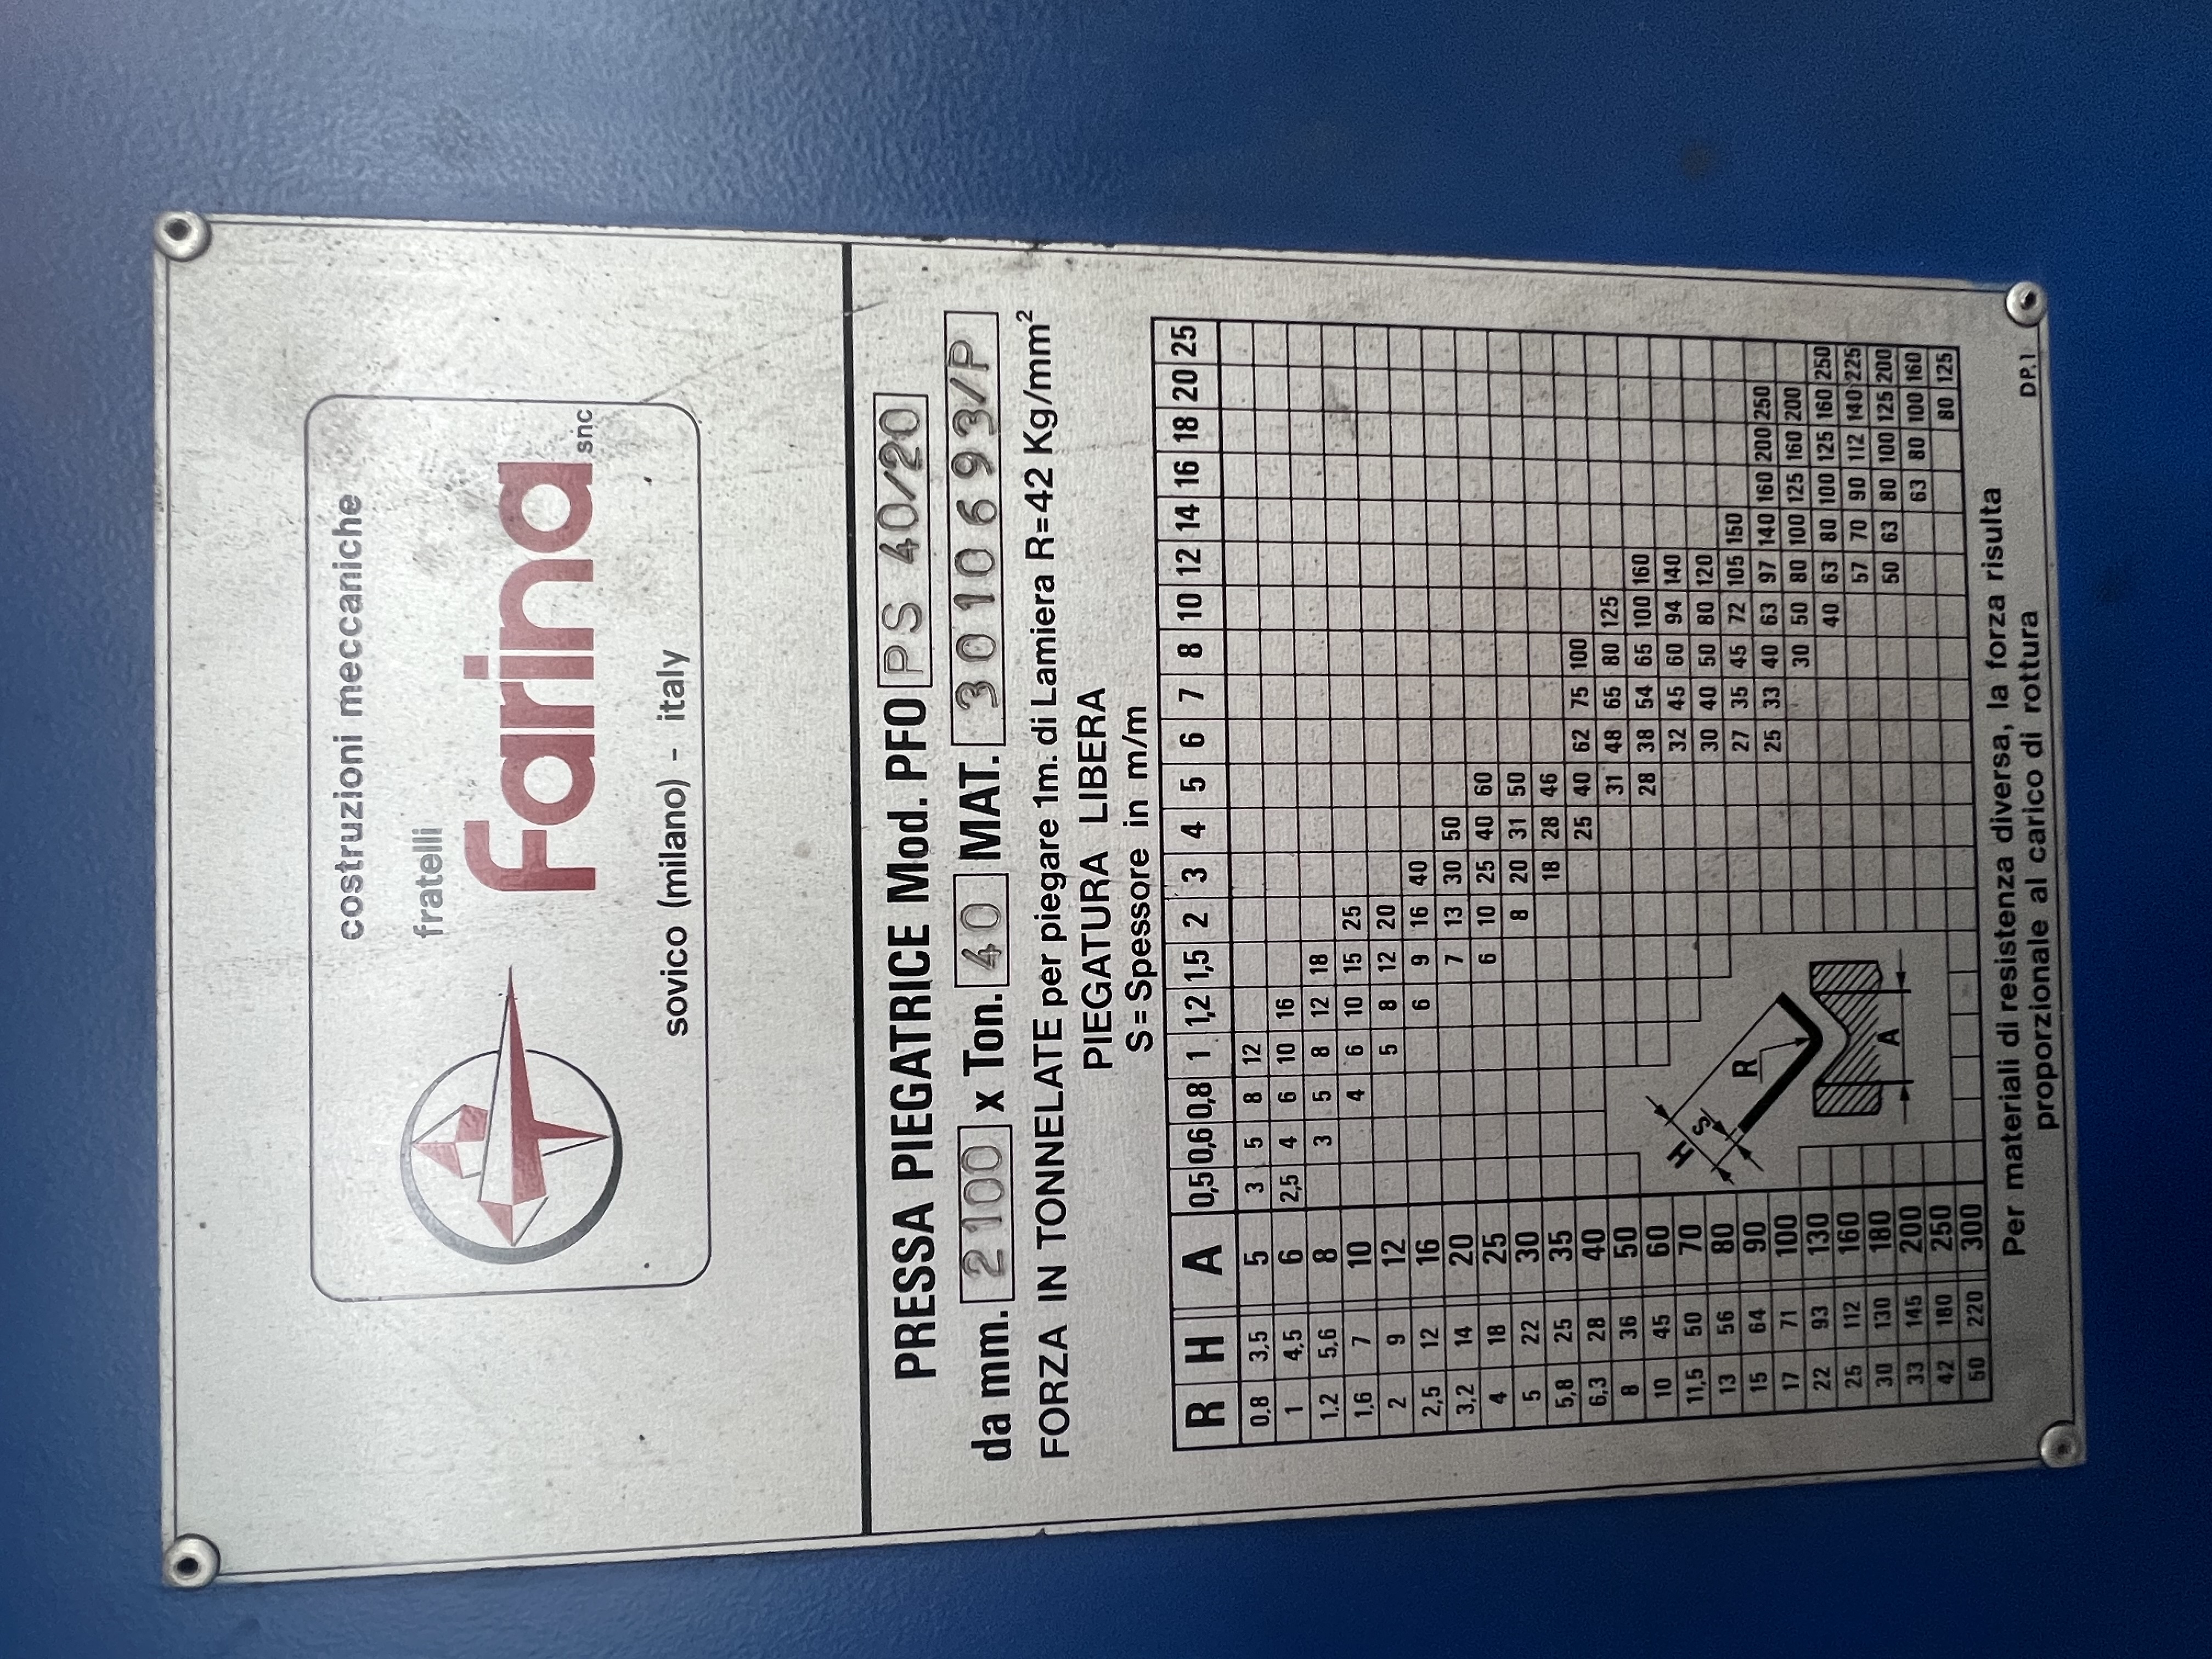 costruzioni meccaniche
fratelli
farina snc
sovico (milano) - italy
PRESSA PIEGATRICE Mod. PFO PS 40/20
da mm. 2100 x Ton. 40 MAT. 3010693/P
FORZA IN TONNELATE per piegare 1m. di Lamiera R=42 Kg/mm²
PIEGATURA LIBERA
S=Spessore in m/m
R H A 0,5 0,6 0,8 1 1,2 1,5 2 3 4 5 6 7 8 10 12 14 16 18 20 25
0,8 3,5 5 3 5 8 12
1 4,5 6 2,5 4 6 10 16
1,2 5,6 8 3 5 8 12 18
1,6 7 10 4 6 10 15 25
2 9 12 5 8 12 20
2,5 12 16 6 9 16 40
3,2 14 20 7 13 30 50
4 18 25 6 10 25 40 60
5 22 30 8 20 31 50
5,8 25 35 18 28 46
6,3 28 40 25 40 62 75 100
8 36 50 31 48 65 80 125
10 45 60 28 38 54 65 100 160
11,5 50 70 32 45 60 94 140
13 56 80 30 40 50 80 120
15 64 90 27 35 45 72 105 150
17 71 100 25 33 40 63 97 140 160 200 250
22 93 130 30 50 80 100 125 160 200
25 112 160 40 63 80 100 125 160 250
30 130 180 57 70 90 112 140 225
33 145 200 50 63 80 100 125 200
42 180 250 63 80 100 160
50 220 300 80 125
H
S
R
A
Per materiali di resistenza diversa, la forza risulta
proporzionale al carico di rottura
DP.1